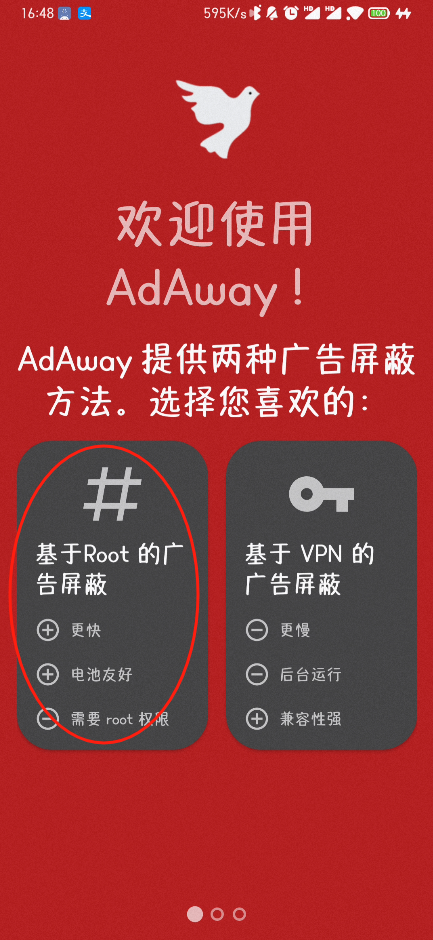 16:48 支 595K/s HD HD 100
欢迎使用
AdAway！
AdAway 提供两种广告屏蔽
方法。选择您喜欢的：
基于Root 的广
告屏蔽
更快
电池友好
需要 root 权限
基于 VPN 的
广告屏蔽
更慢
后台运行
兼容性强